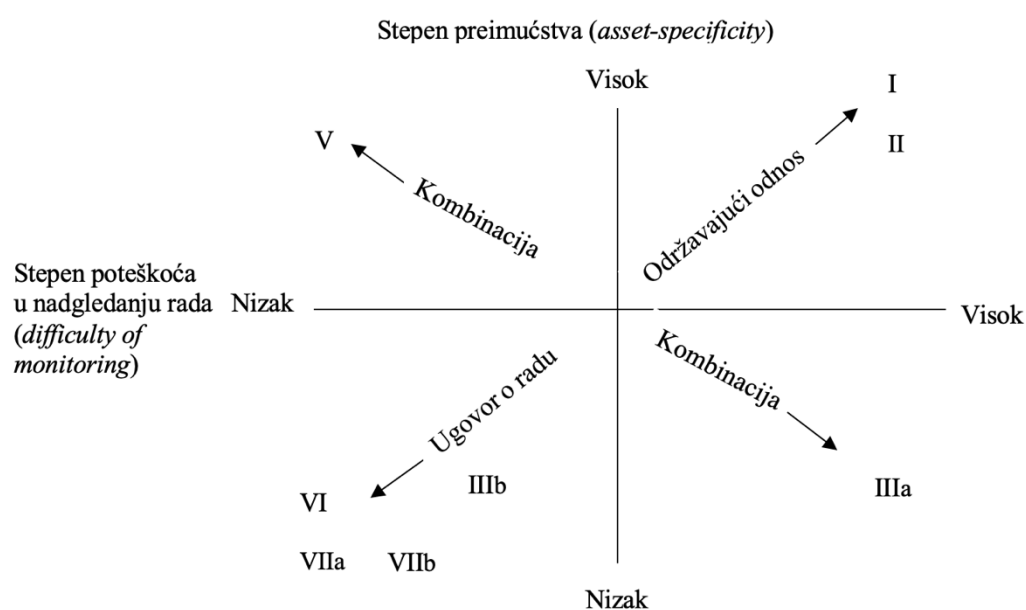 Stepen preimućstva (asset-specificity)
Visok
I
V
II
Kombinacija
Održavajući odnos
Stepen poteškoća
u nadgledanju rada
(difficulty of
monitoring)
Nizak
Visok
Ugovor o radu
Kombinacija
VI
IIIb
IIIa
VIIa
VIIb
Nizak